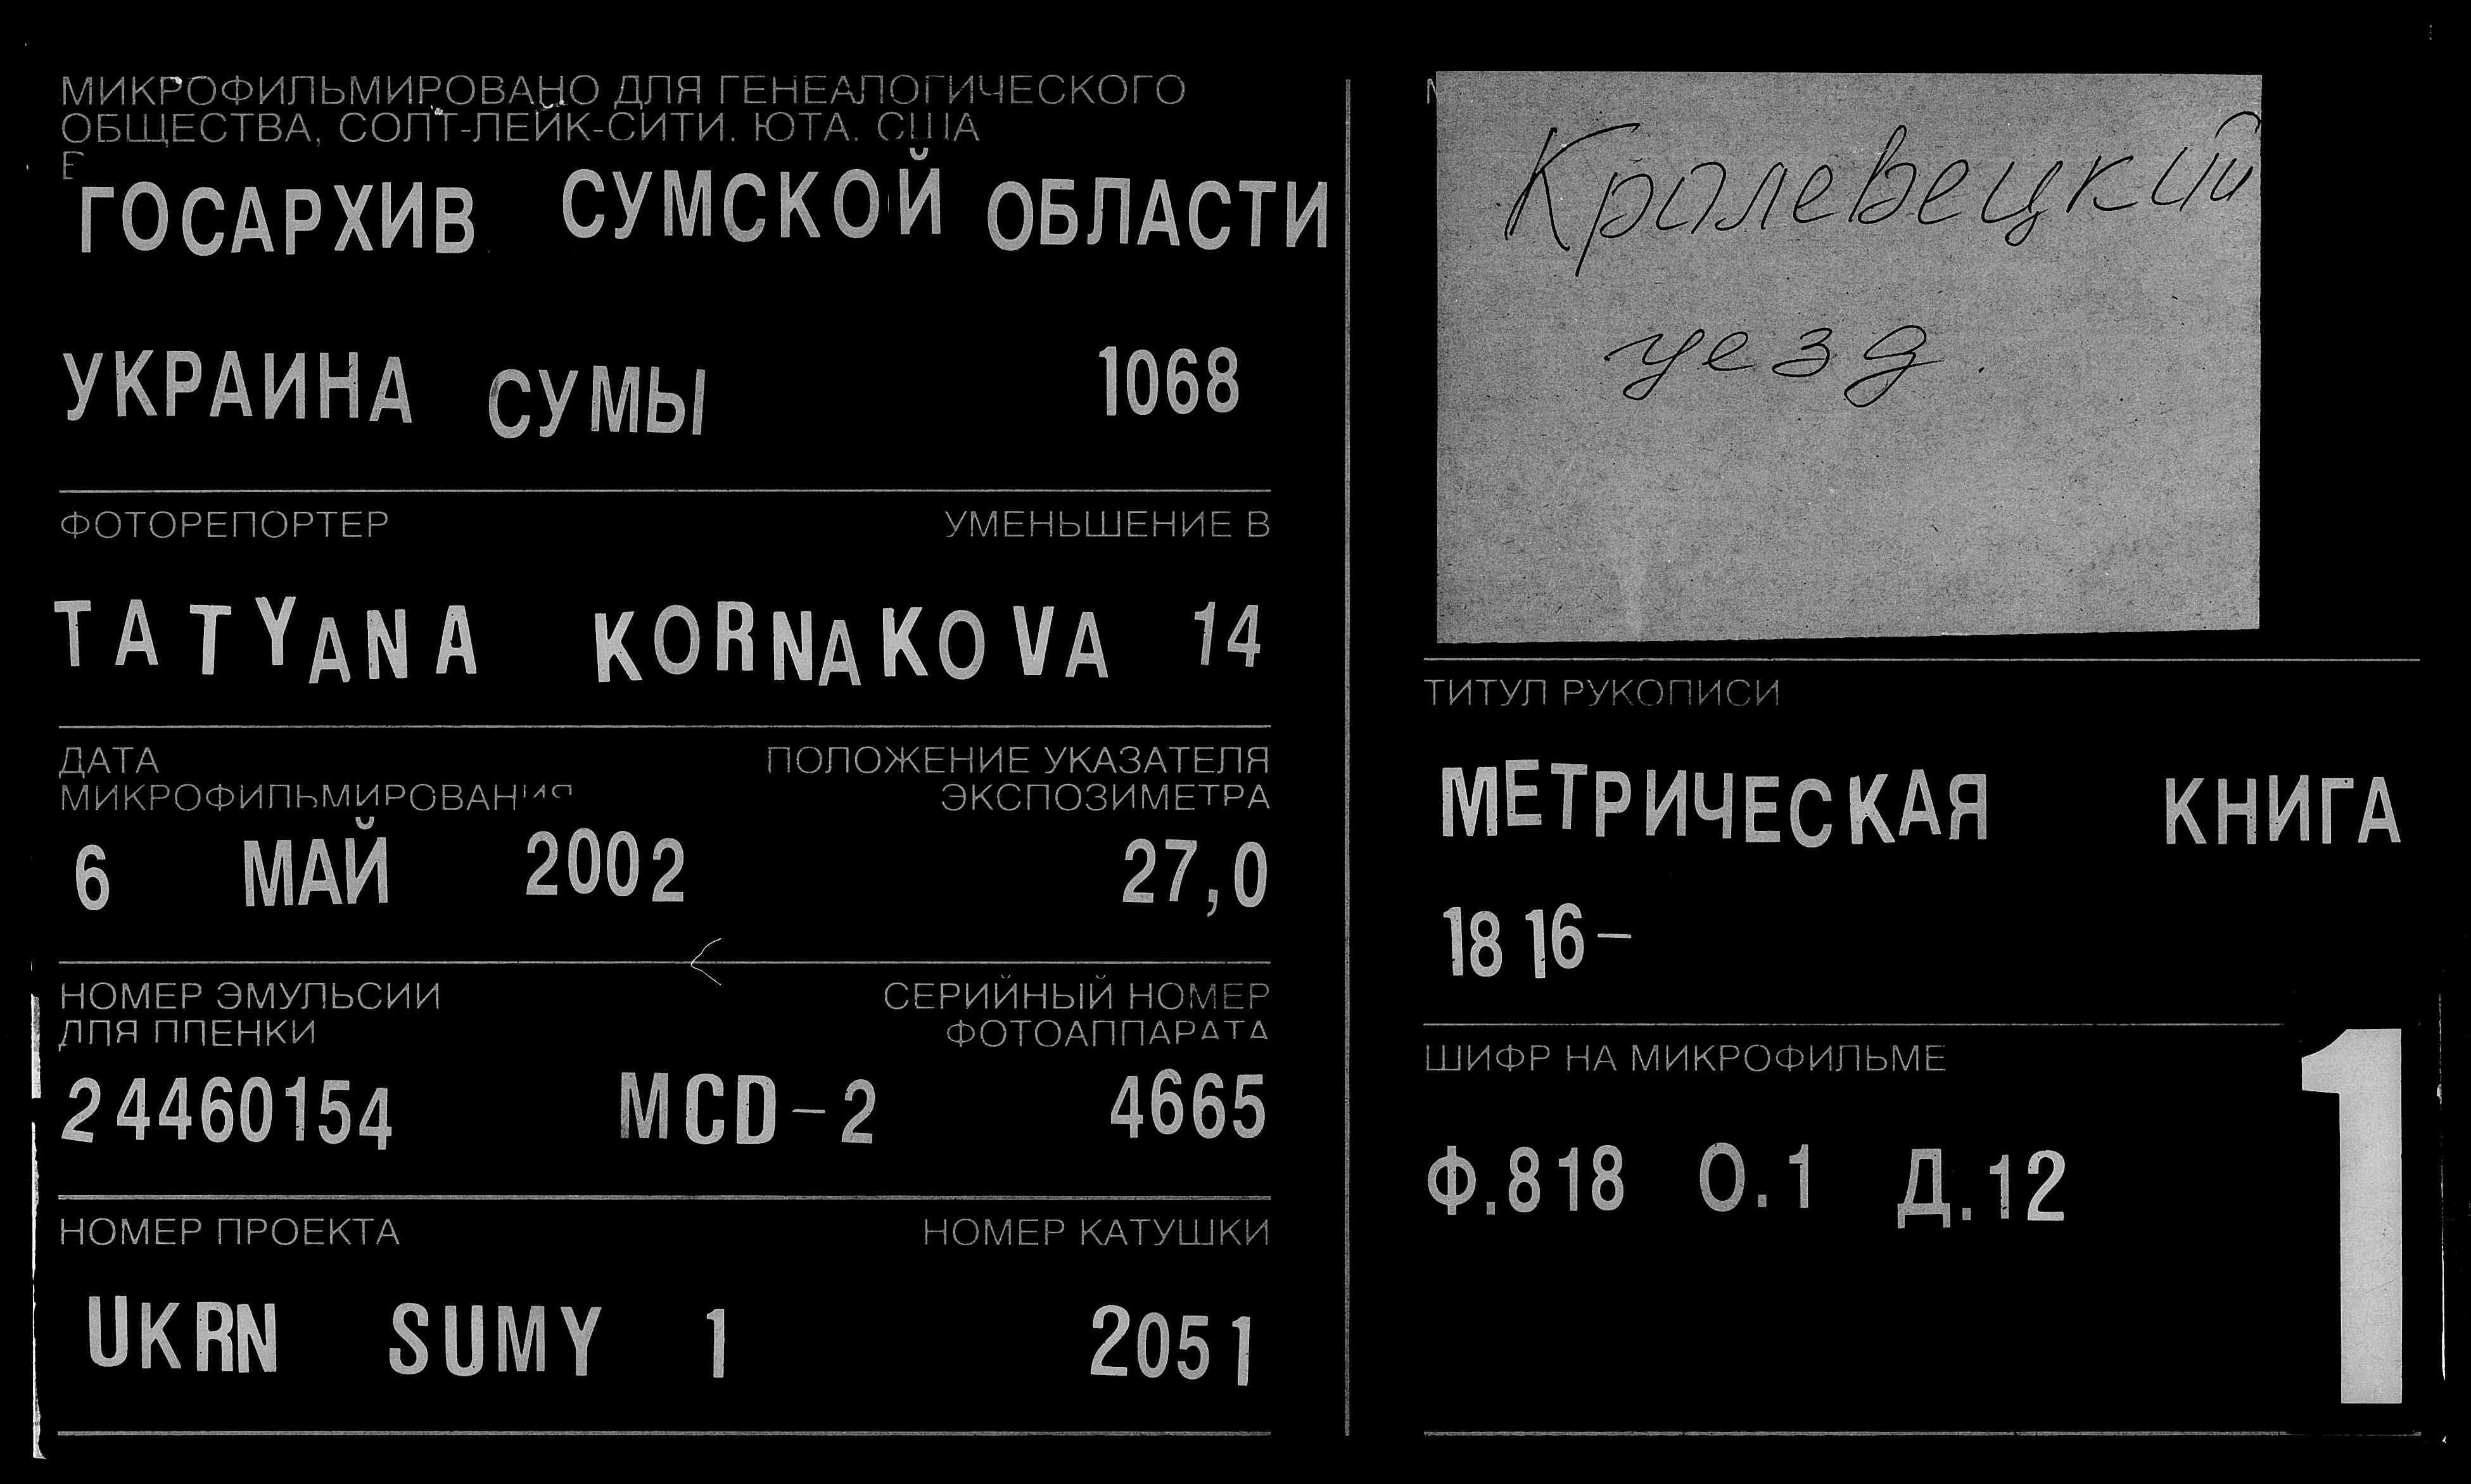 МИКРОФИЛЬМИРОВАНО ДЛЯ ГЕНЕАЛОГИЧЕСКОГО
ОБЩЕСТВА, СОЛТ-ЛЕЙК-СИТИ. ЮТА. США
В
ГОСАРХИВ СУМСКОЙ ОБЛАСТИ
УКРАИНА СУМЫ 1068
ФОТОРЕПОРТЕР УМЕНЬШЕНИЕ В
TATYANA KORNAKOVA 14
ДАТА ПОЛОЖЕНИЕ УКАЗАТЕЛЯ
МИКРОФИЛЬМИРОВАНИЯ ЭКСПОЗИМЕТРА
6 МАЙ 2002 27,0
НОМЕР ЭМУЛЬСИИ СЕРИЙНЫЙ НОМЕР
ДЛЯ ПЛЕНКИ ФОТОАППАРАТА
24460154 MCD-2 4665
НОМЕР ПРОЕКТА НОМЕР КАТУШКИ
UKRN SUMY 1 2051
Кролевецкий
уезд.
ТИТУЛ РУКОПИСИ
МЕТРИЧЕСКАЯ КНИГА
1816-
ШИФР НА МИКРОФИЛЬМЕ
Ф.818 О.1 Д.12
1